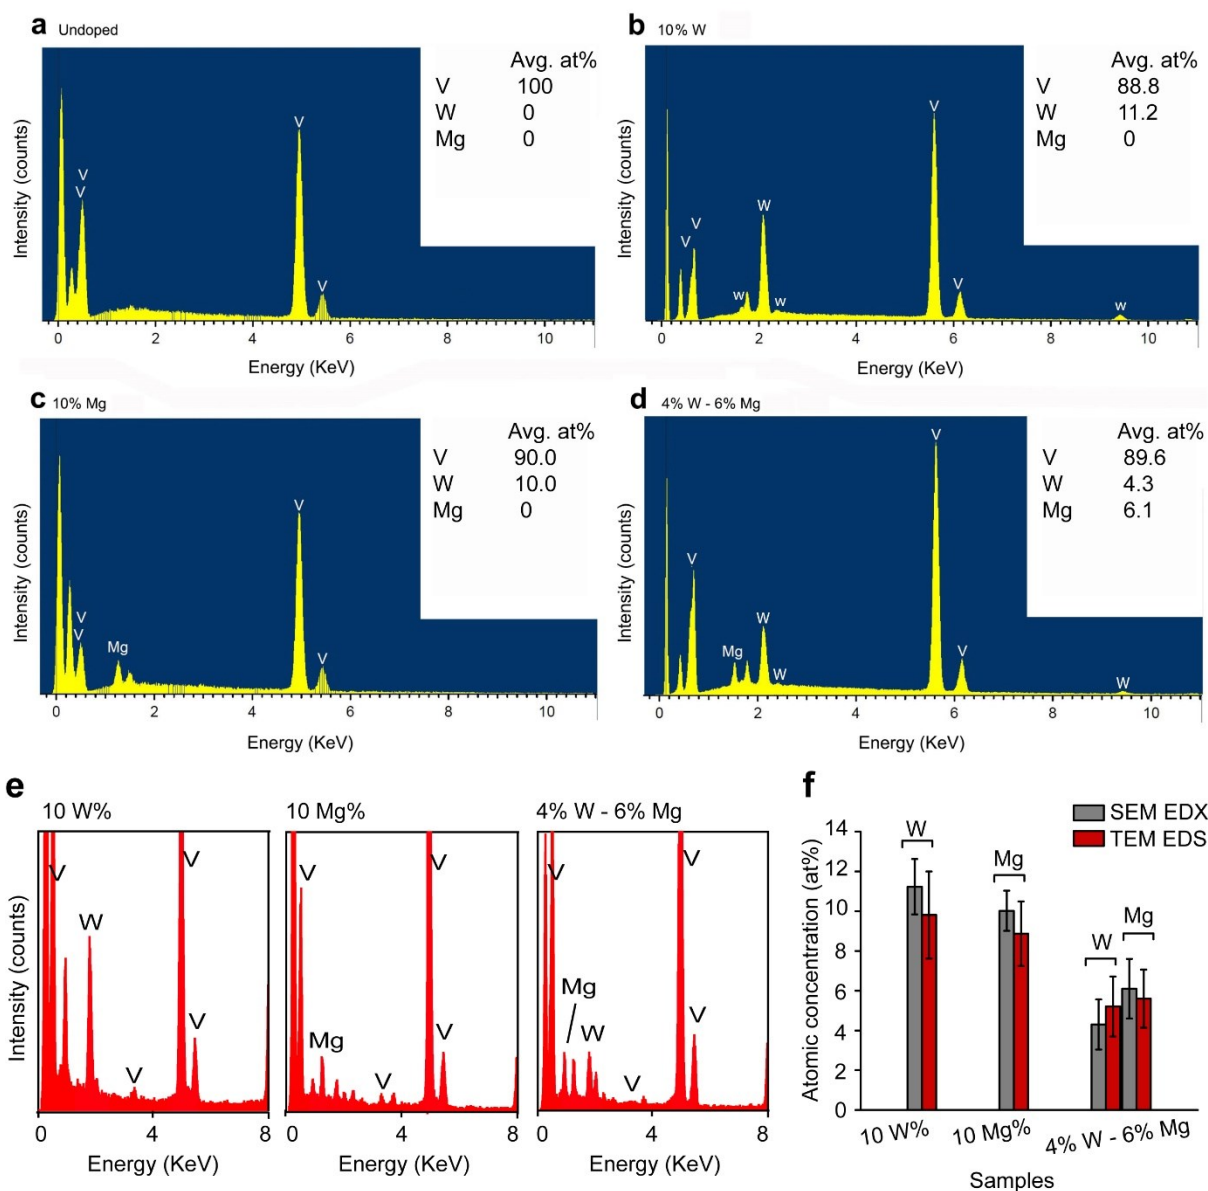 a Undoped
Avg. at%
V 100
W 0
Mg 0
V
V
V
V
Intensity (counts)
0 2 4 6 8 10
Energy (KeV)
b 10% W
Avg. at%
V 88.8
W 11.2
Mg 0
V
V
V
W
W
W
V
W
Intensity (counts)
0 2 4 6 8 10
Energy (KeV)
c 10% Mg
Avg. at%
V 90.0
W 10.0
Mg 0
V
V
V
Mg
V
Intensity (counts)
0 2 4 6 8 10
Energy (KeV)
d 4% W - 6% Mg
Avg. at%
V 89.6
W 4.3
Mg 6.1
V
V
W
Mg
W
V
W
Intensity (counts)
0 2 4 6 8 10
Energy (KeV)
e
10 W%
V V
W
V
V
Intensity (counts)
0 4 8
Energy (KeV)
10 Mg%
V V
Mg
V
V
0 4 8
Energy (KeV)
4% W - 6% Mg
V V
Mg
W
V
V
0 4 8
Energy (KeV)
f
SEM EDX
TEM EDS
W
Mg
W
Mg
Atomic concentration (at%)
14
12
10
8
6
4
2
0
10 W% 10 Mg% 4% W - 6% Mg
Samples